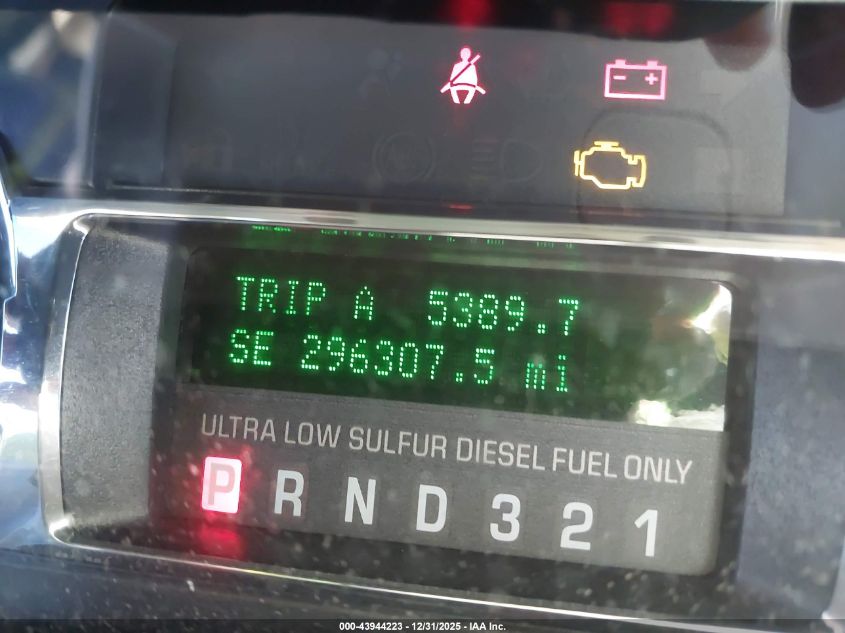 TRIP A 5389.7
SE 296307.5 mi
ULTRA LOW SULFUR DIESEL FUEL ONLY
P R N D 3 2 1
000-43944223 - 12/31/2025 - IAA Inc.